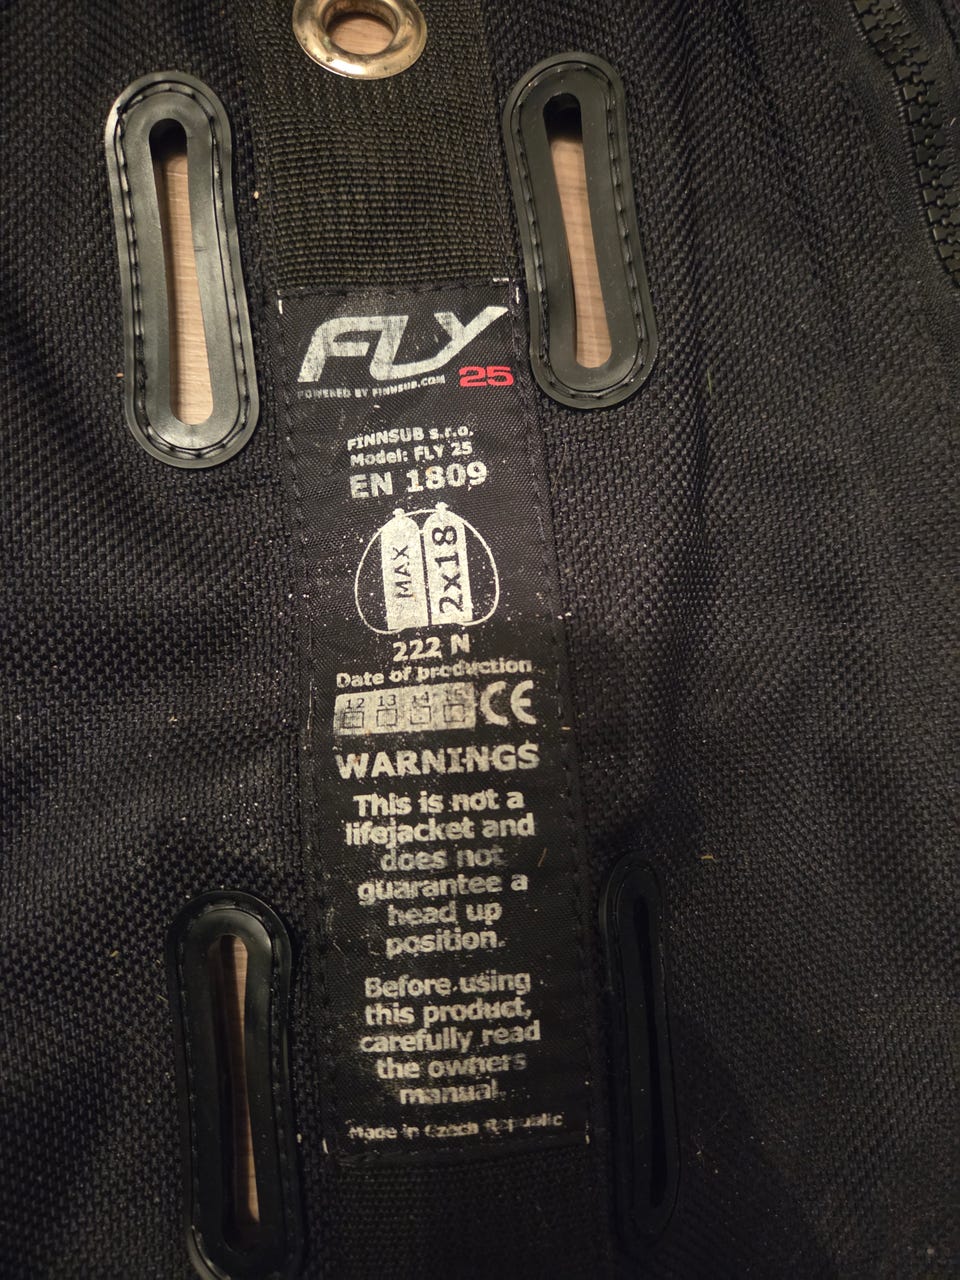 FLY
POWERED BY FINNSUB.COM 25
FINNSUB s.r.o.
Model: FLY 25
EN 1809
MAX 2x18
222 N
Date of production
12 13 14 15 CE
WARNINGS
This is not a
lifejacket and
does not
guarantee a
head up
position.
Before using
this product,
carefully read
the owners
manual.
Made in Czech Republic